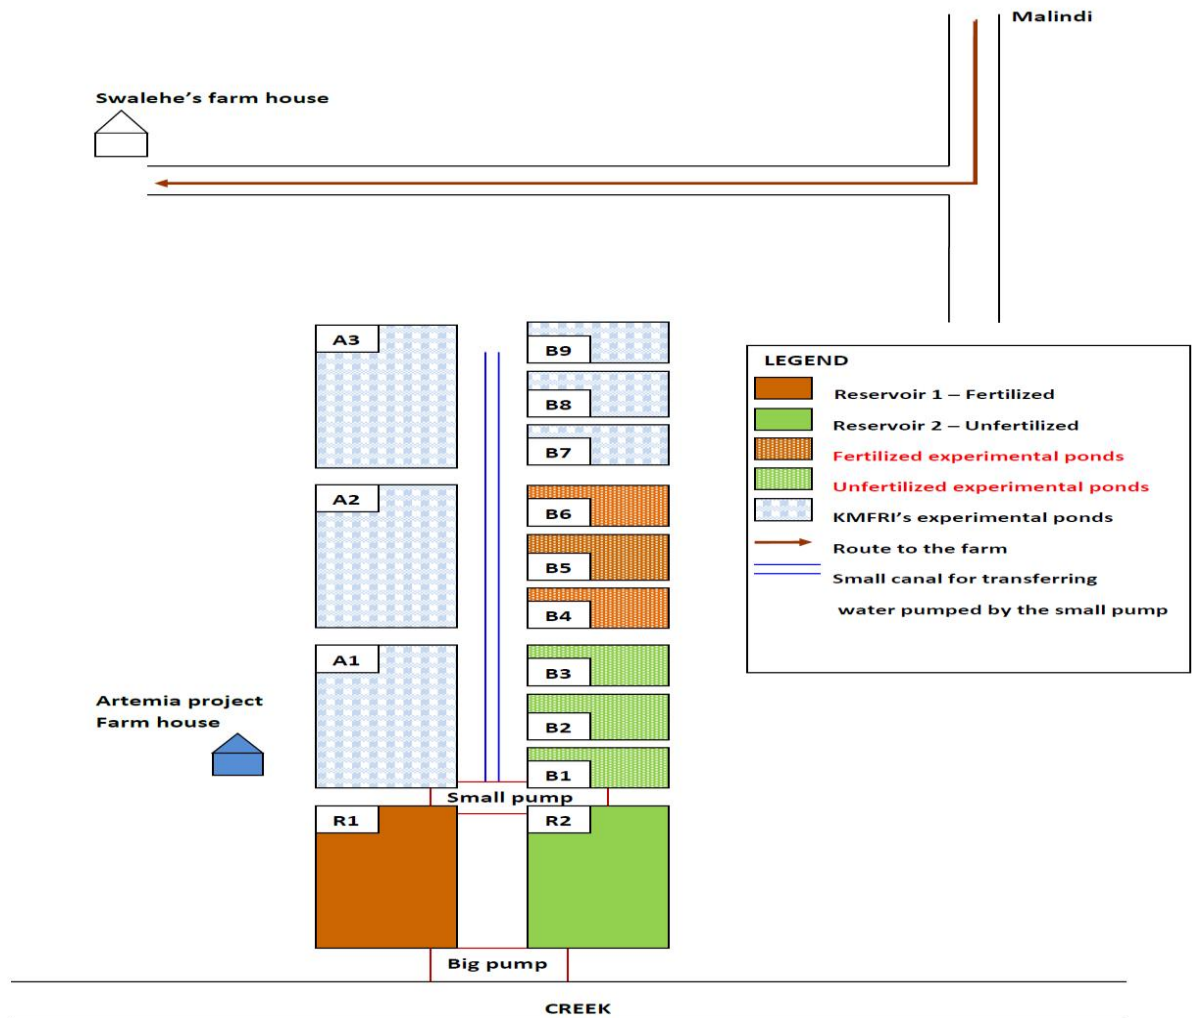 Malindi
Swalehe’s farm house
A3
B9
B8
B7
A2
B6
B5
B4
A1
B3
B2
B1
Artemia project
Farm house
Small pump
R1
R2
Big pump
CREEK
LEGEND
Reservoir 1 – Fertilized
Reservoir 2 – Unfertilized
Fertilized experimental ponds
Unfertilized experimental ponds
KMFRI’s experimental ponds
Route to the farm
Small canal for transferring
water pumped by the small pump